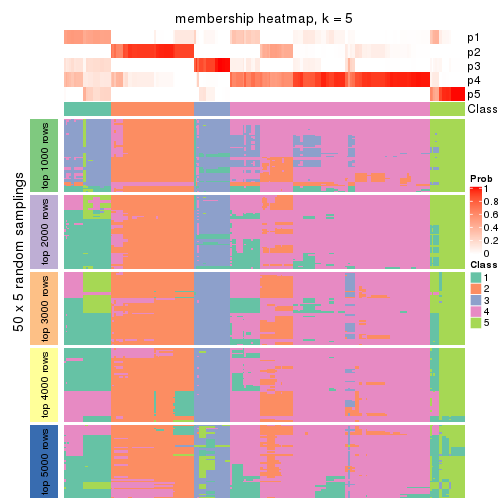 membership heatmap, k = 5
p1
p2
p3
p4
p5
Class
50 x 5 random samplings
top 1000 rows
top 2000 rows
top 3000 rows
top 4000 rows
top 5000 rows
Prob
1
0.8
0.6
0.4
0.2
0
Class
1
2
3
4
5